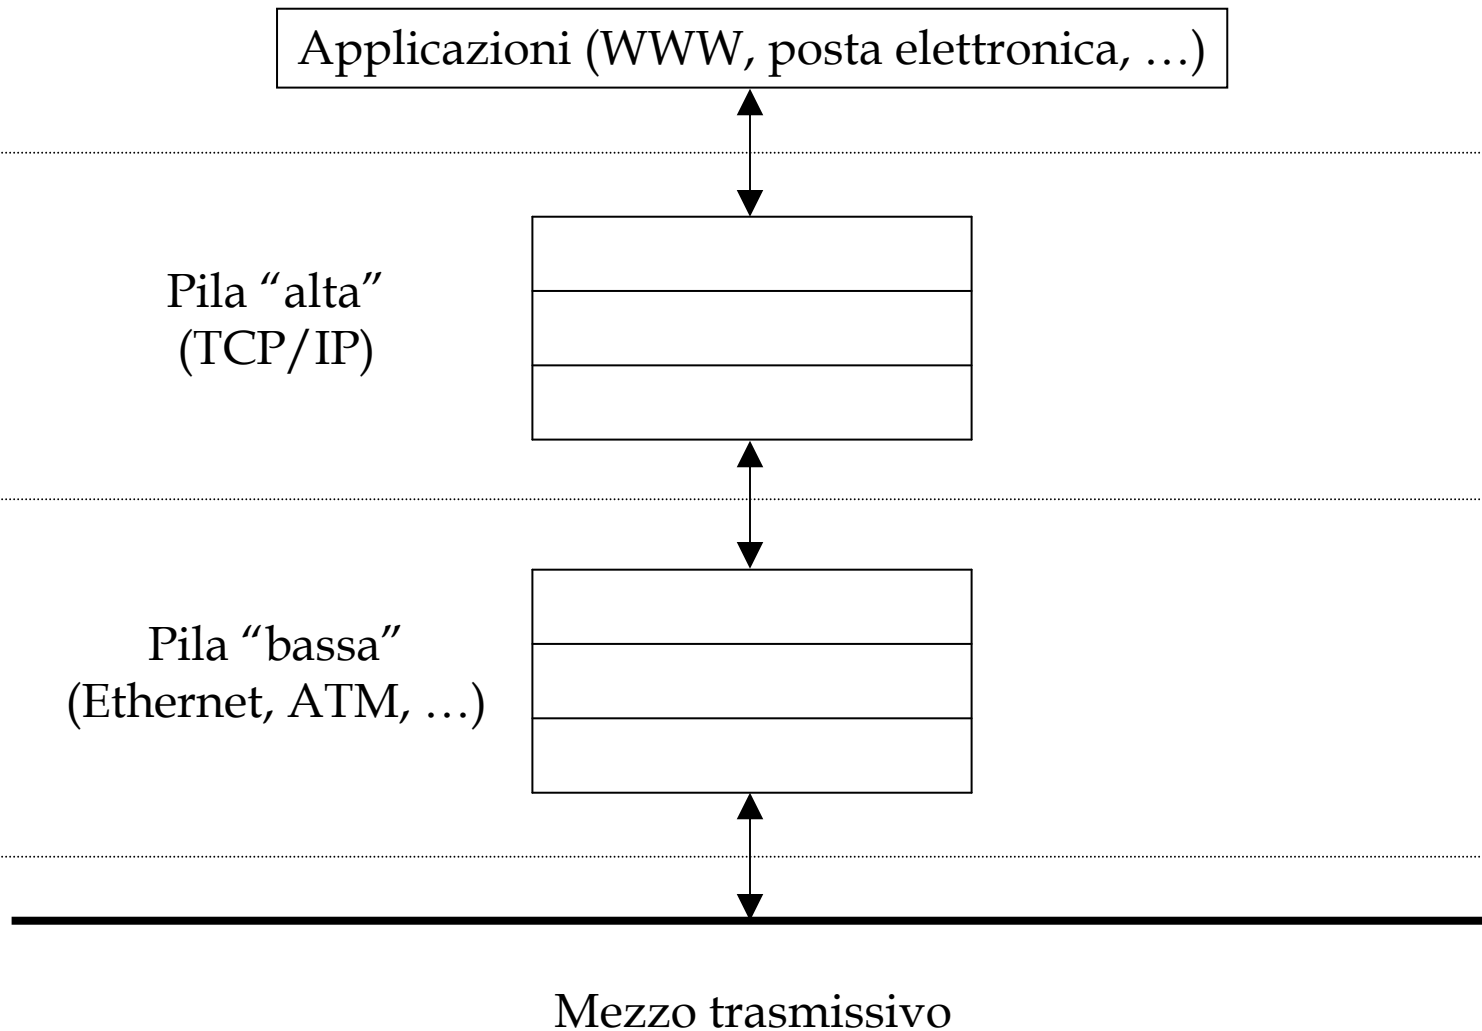 Applicazioni (WWW, posta elettronica, …)
Pila “alta”
(TCP/IP)
Pila “bassa”
(Ethernet, ATM, …)
Mezzo trasmissivo